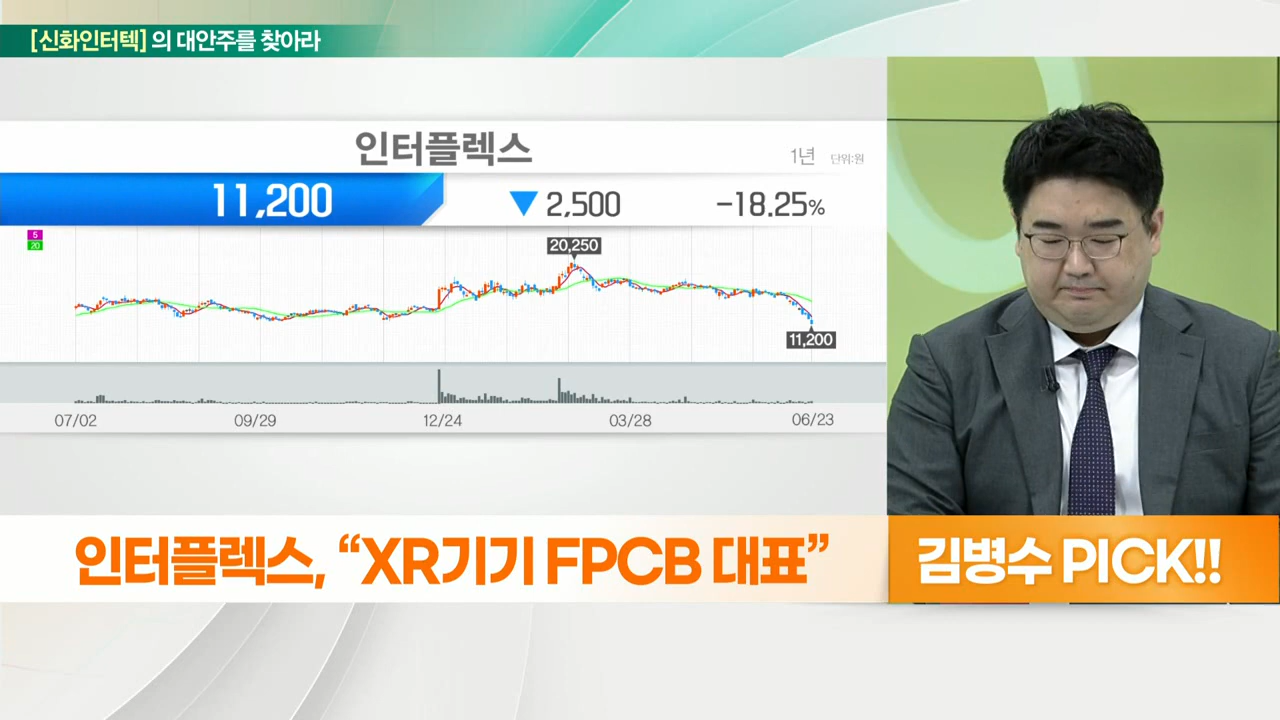 [신화인터텍] 의 대안주를 찾아라
인터플렉스
1년 단위:원
11,200 ▼ 2,500 -18.25%
5
20
20,250
11,200
07/02 09/29 12/24 03/28 06/23
인터플렉스, “XR기기 FPCB 대표”
김병수 PICK!!